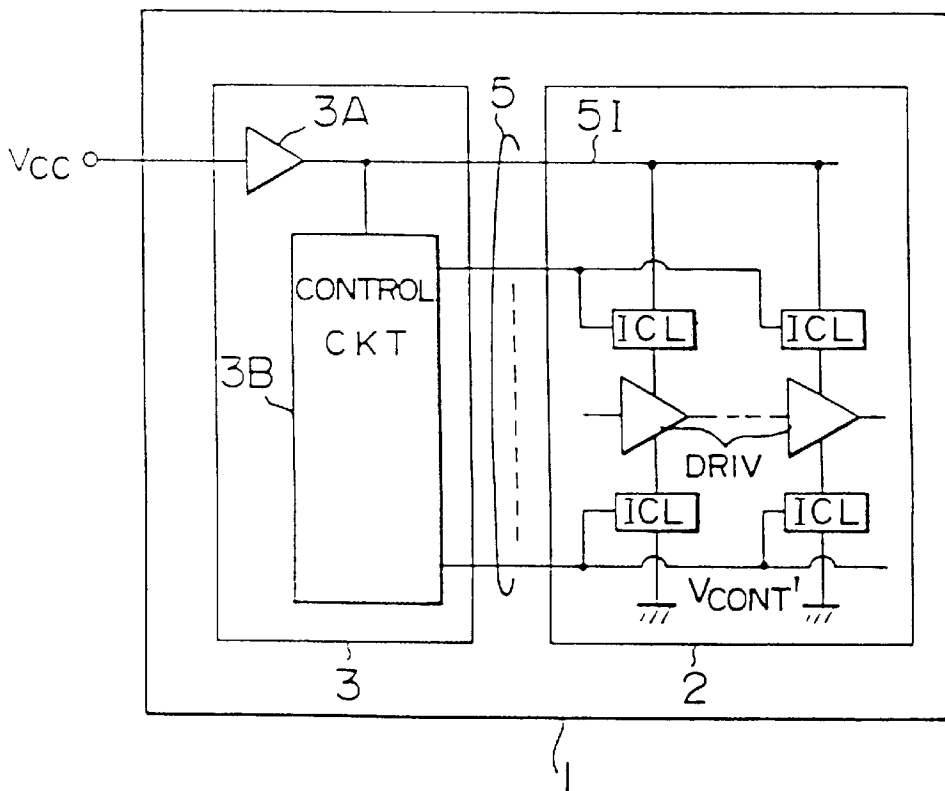 3A
5
5I
VCC
CONTROL
CKT
ICL
ICL
3B
DRIV
ICL
ICL
VCONT'
3
2
1